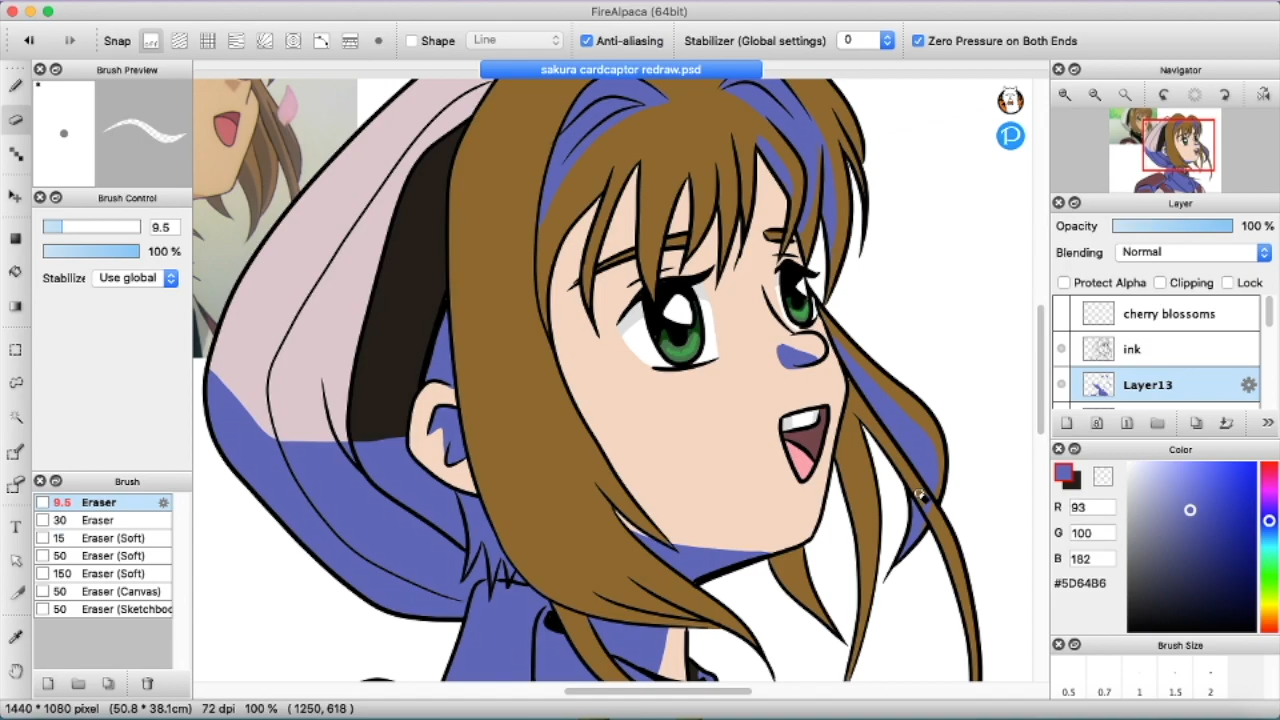 FireAlpaca (64bit)
Snap off Shape Line Anti-aliasing Stabilizer (Global settings) 0 Zero Pressure on Both Ends
Brush Preview
sakura cardcaptor redraw.psd
Navigator
Brush Control
9.5
100 %
Use global
Layer
Opacity 100 %
Blending Normal
Protect Alpha Clipping Lock
cherry blossoms
ink
Layer13
Color
R 93
G 100
B 182
#5D64B6
Brush
9.5 Eraser
30 Eraser
15 Eraser (Soft)
50 Eraser (Soft)
150 Eraser (Soft)
50 Eraser (Canvas)
50 Eraser (Sketchboo
Brush Size
0.5 0.7 1 1.5 2
1440 * 1080 pixel (50.8 * 38.1cm) 72 dpi 100 % ( 1250, 618 )